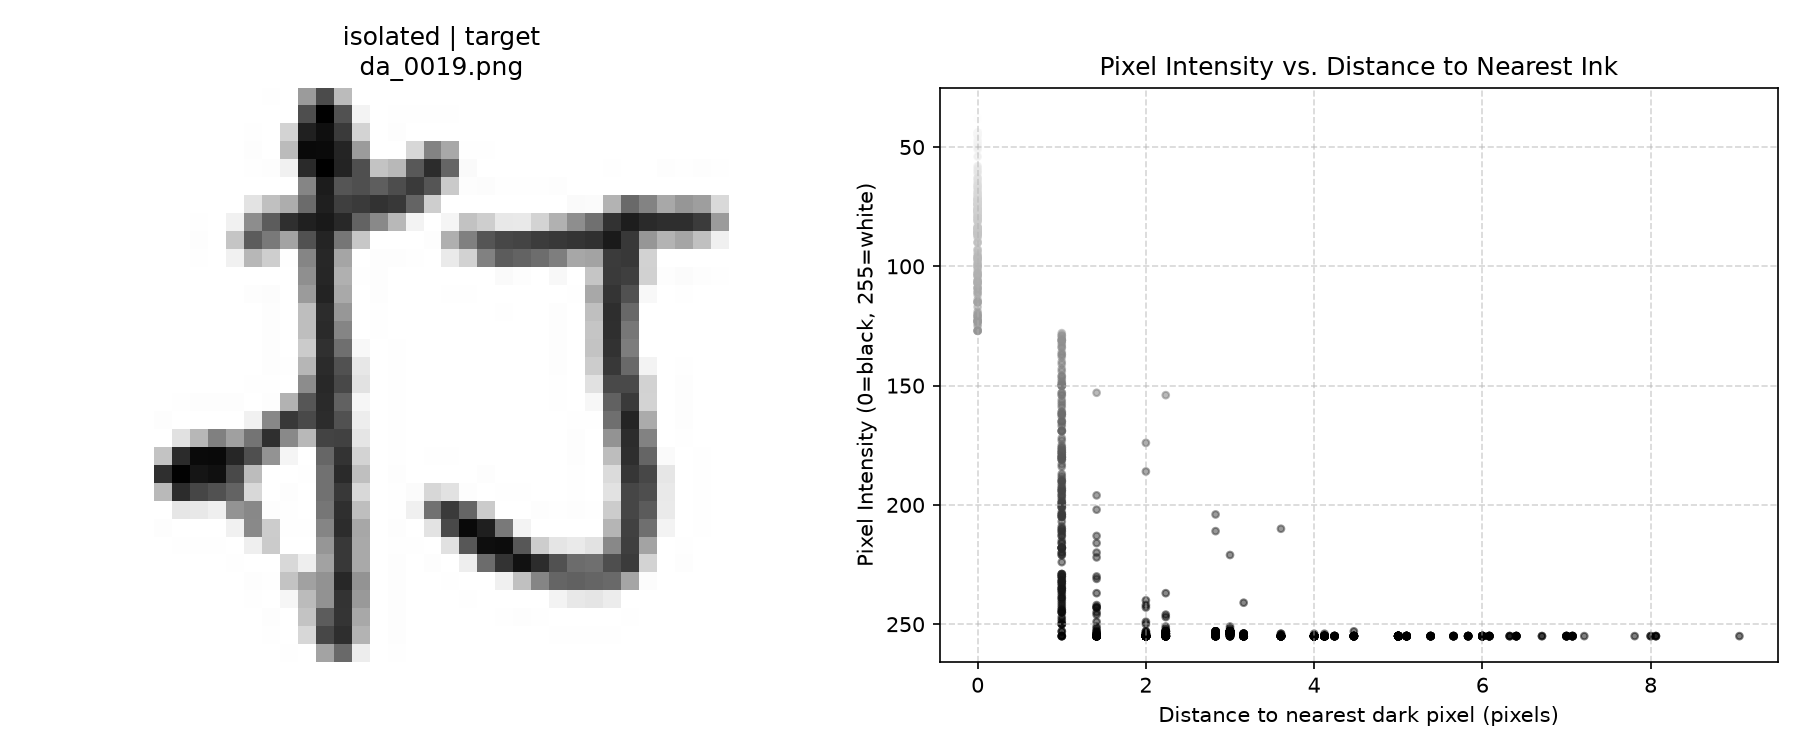 isolated | target
da_0019.png
打
Pixel Intensity vs. Distance to Nearest Ink
Pixel Intensity (0=black, 255=white)
50
100
150
200
250
0 2 4 6 8
Distance to nearest dark pixel (pixels)